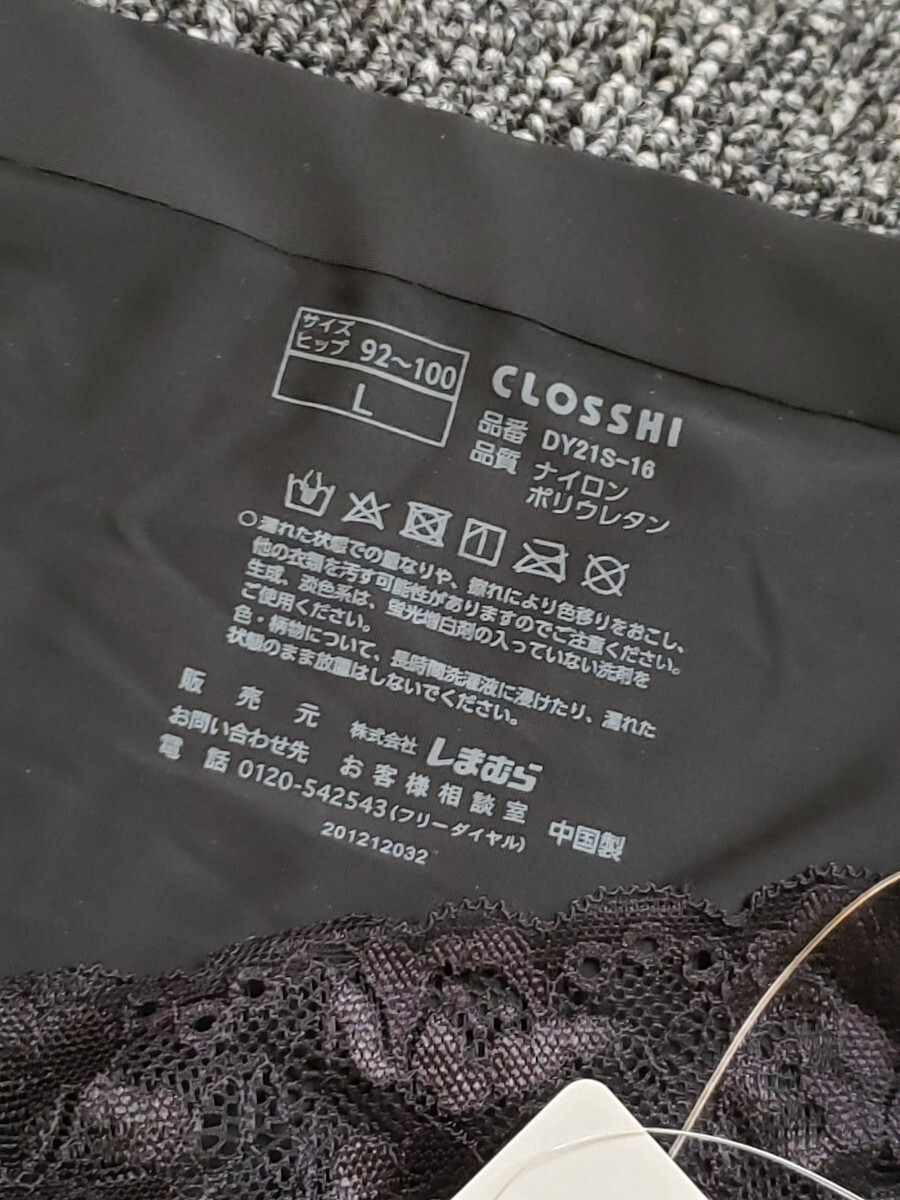 サイズ
ヒップ 92～100
L
CLOSSHI
品番 DY21S-16
品質 ナイロン
ポリウレタン
○濡れた状態での重なりや、擦れにより色移りをおこし、
他の衣類を汚す可能性がありますのでご注意ください。
生成、淡色系は、蛍光増白剤の入っていない洗剤を
ご使用ください。
色・柄物について、長時間洗濯液に浸けたり、濡れた
状態のまま放置はしないでください。
販売元 株式会社 しまむら
お問い合わせ先 お客様相談室
電話 0120-542543(フリーダイヤル) 中国製
201212032